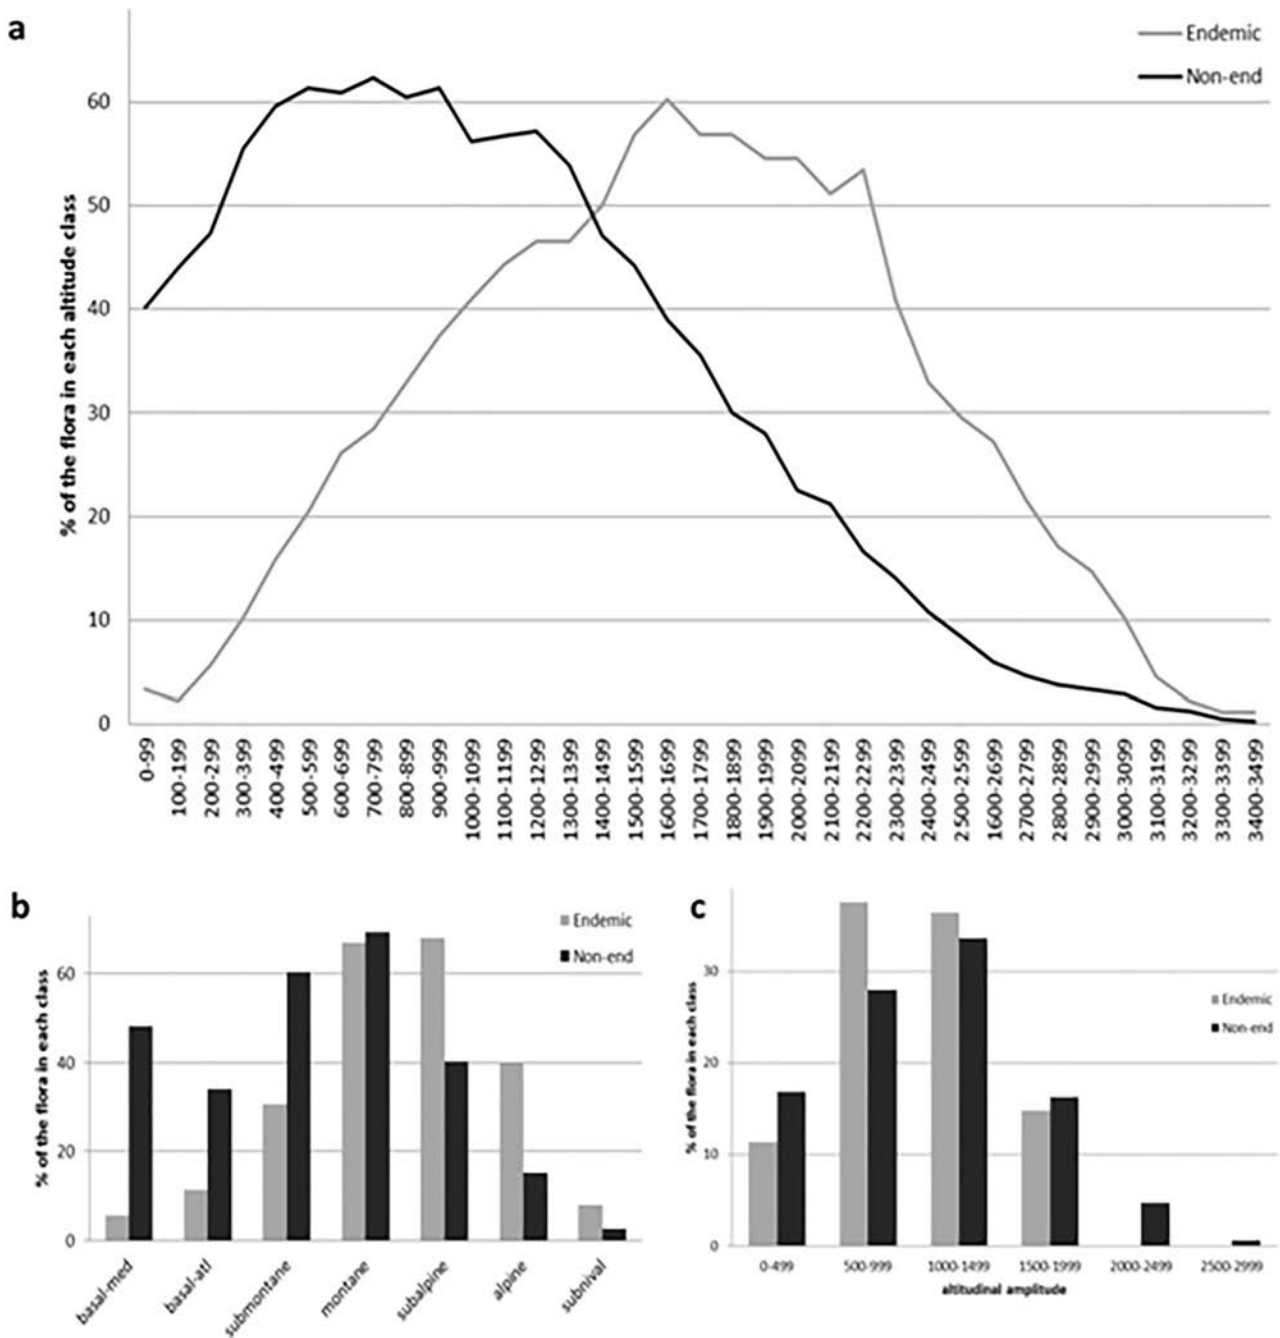 a
Endemic
Non-end
% of the flora in each altitude class
60
50
40
30
20
10
0
0-99
100-199
200-299
300-399
400-499
500-599
600-699
700-799
800-899
900-999
1000-1099
1100-1199
1200-1299
1300-1399
1400-1499
1500-1599
1600-1699
1700-1799
1800-1899
1900-1999
2000-2099
2100-2199
2200-2299
2300-2399
2400-2499
2500-2599
1600-2699
2700-2799
2800-2899
2900-2999
3000-3099
3100-3199
3200-3299
3300-3399
3400-3499
b
Endemic
Non-end
% of the flora in each class
60
40
20
0
basal-med
basal-atl
submontane
montane
subalpine
alpine
subnival
c
Endemic
Non-end
% of the flora in each class
30
20
10
0
0-499
500-999
1000-1499
1500-1999
2000-2499
2500-2999
altitudinal amplitude